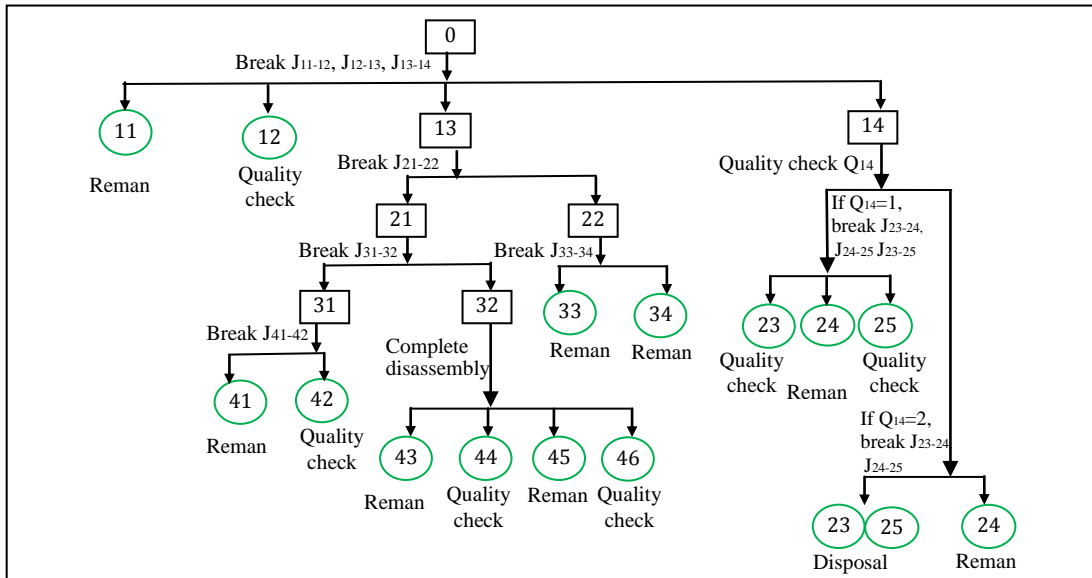 0
Break J11-12, J12-13, J13-14
11
12
13
14
Reman
Quality
check
Break J21-22
Quality check Q14
21
22
If Q14=1,
break J23-24,
J24-25 J23-25
Break J31-32
Break J33-34
31
32
33
34
23
24
25
Break J41-42
Complete
disassembly
Reman
Reman
Quality
check
Reman
Quality
check
41
42
Reman
Quality
check
43
44
45
46
Reman
Quality
check
Reman
Quality
check
If Q14=2,
break J23-24
J24-25
23
25
24
Disposal
Reman